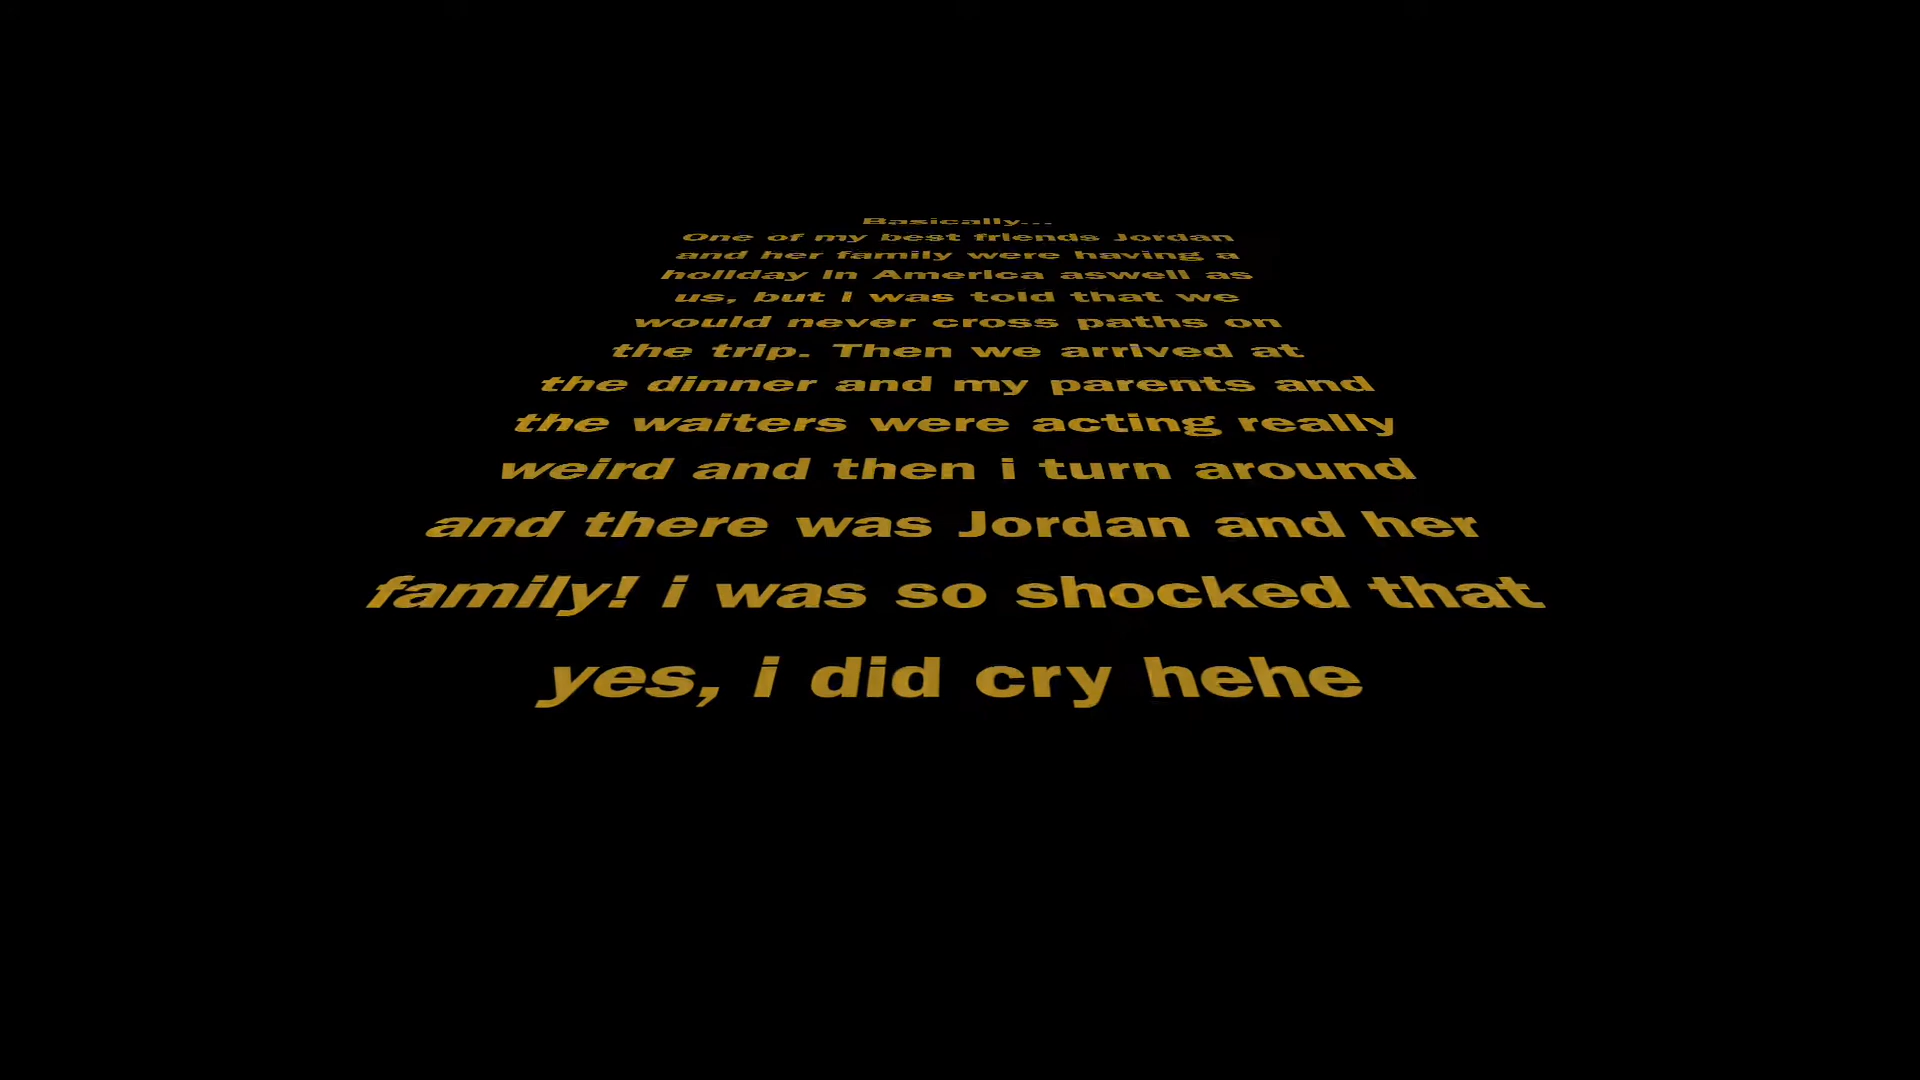 Basically...
One of my best friends Jordan
and her family were having a
holiday in America aswell as
us, but i was told that we
would never cross paths on
the trip. Then we arrived at
the dinner and my parents and
the waiters were acting really
weird and then i turn around
and there was Jordan and her
family! i was so shocked that
yes, i did cry hehe